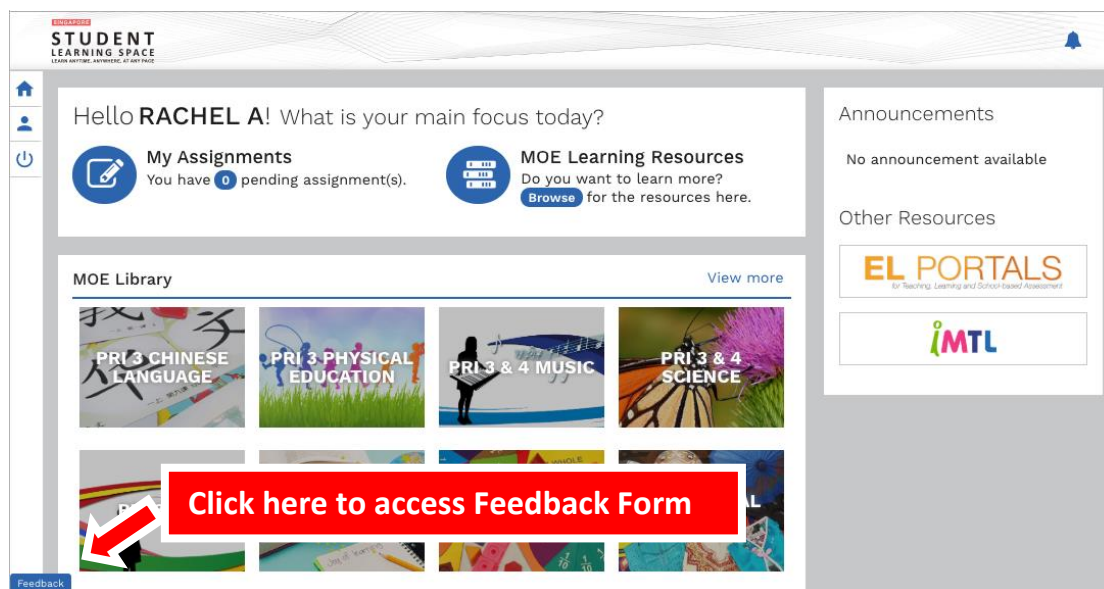 SINGAPORE
STUDENT
LEARNING SPACE
LEARN ANYTIME, ANYWHERE, AT ANY PACE
Hello RACHEL A! What is your main focus today?
My Assignments
You have 0 pending assignment(s).
MOE Learning Resources
Do you want to learn more?
Browse for the resources here.
Announcements
No announcement available
Other Resources
EL PORTALS
for Teaching, Learning and School-based Assessment
iMTL
MOE Library
View more
PRI 3 CHINESE
LANGUAGE
PRI 3 PHYSICAL
EDUCATION
PRI 3 & 4 MUSIC
PRI 3 & 4
SCIENCE
Click here to access Feedback Form
Feedback